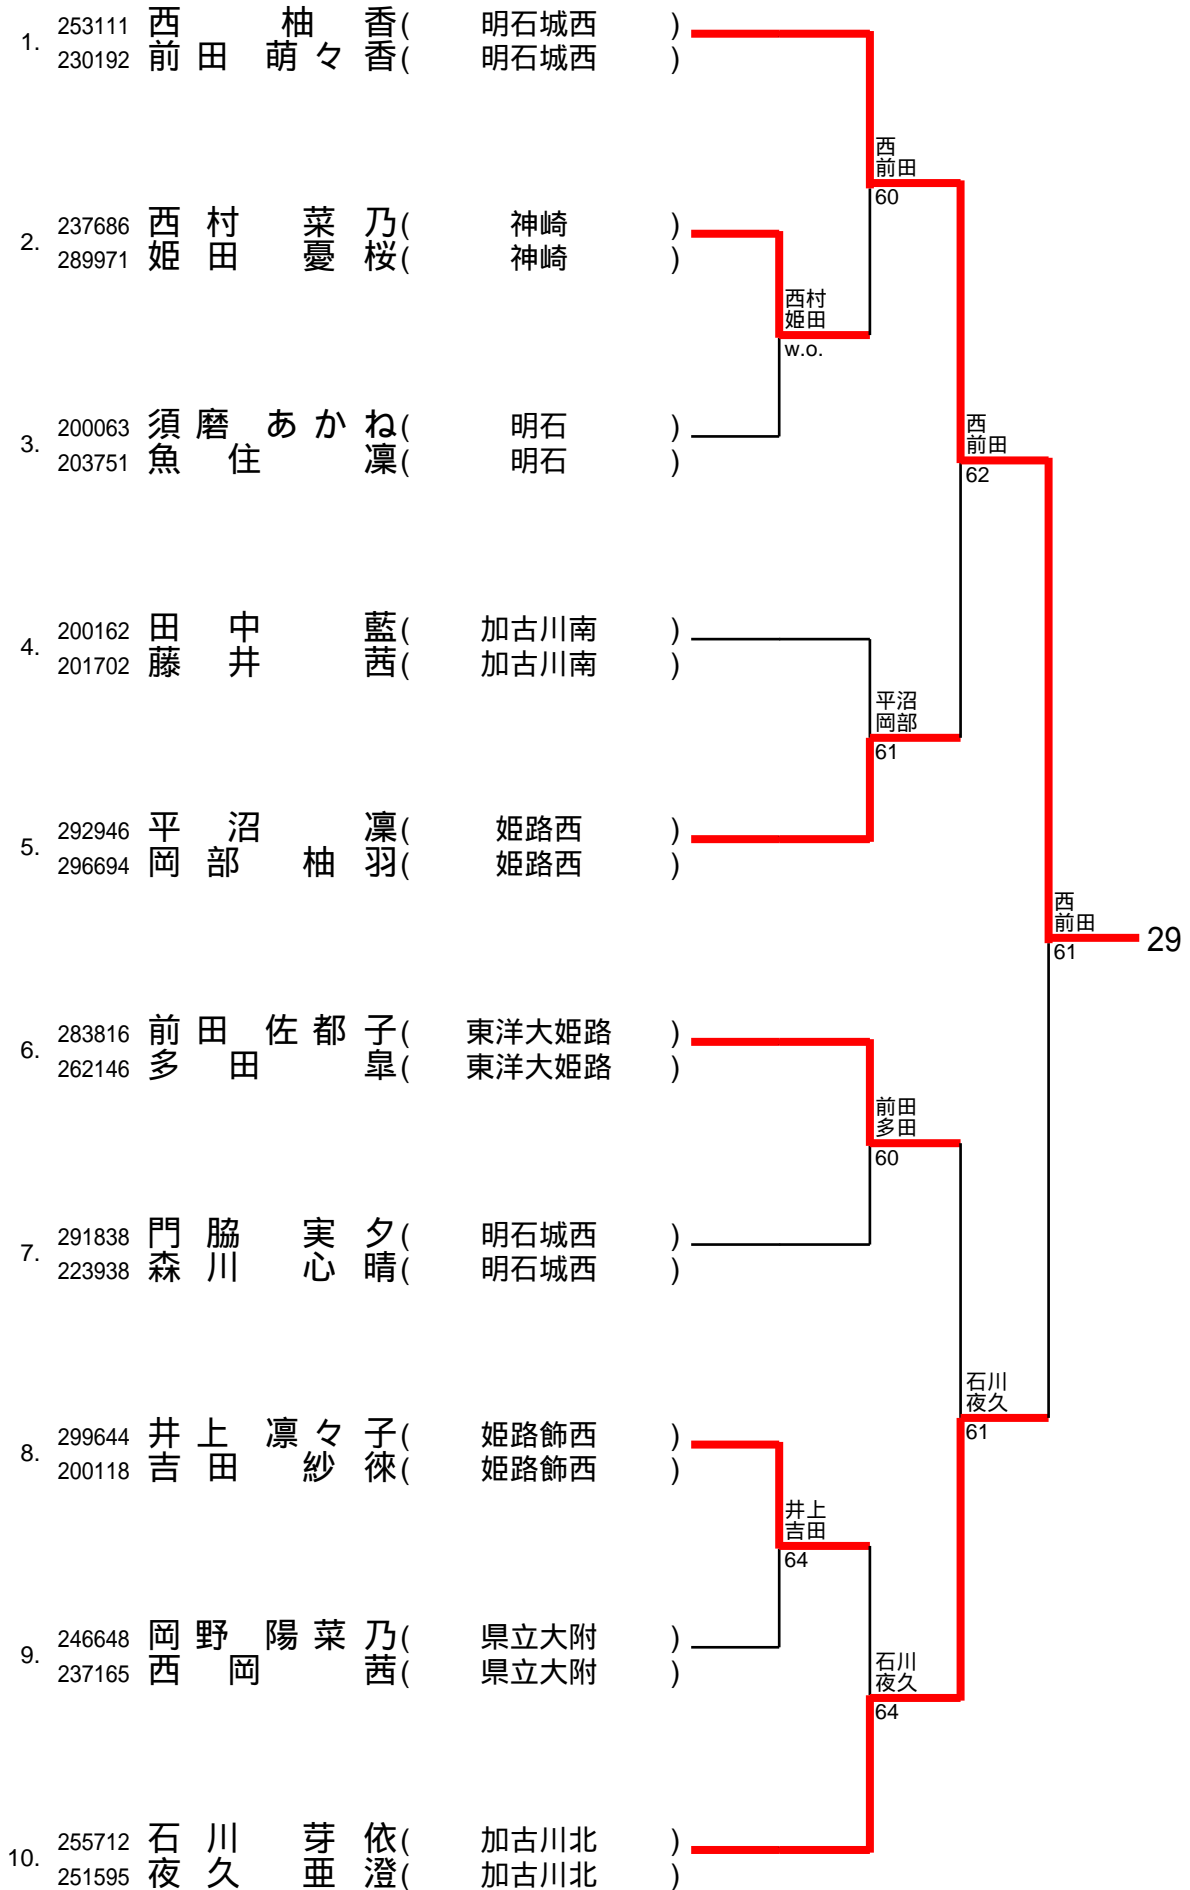 1. 253111 西 柚 香( 明石城西 )
230192 前田 萌々香( 明石城西 )
西
前田
60
2. 237686 西村 菜乃( 神崎 )
289971 姫田 憂桜( 神崎 )
西村
姫田
w.o.
3. 200063 須磨 あかね( 明石 )
203751 魚住 凜( 明石 )
西
前田
62
4. 200162 田中 藍( 加古川南 )
201702 藤井 茜( 加古川南 )
平沼
岡部
61
5. 292946 平沼 凜( 姫路西 )
296694 岡部 柚羽( 姫路西 )
西
前田
61
29
6. 283816 前田 佐都子( 東洋大姫路 )
262146 多田 皐( 東洋大姫路 )
前田
多田
60
7. 291838 門脇 実夕( 明石城西 )
223938 森川 心晴( 明石城西 )
石川
夜久
61
8. 299644 井上 凛々子( 姫路飾西 )
200118 吉田 紗徠( 姫路飾西 )
井上
吉田
64
9. 246648 岡野 陽菜乃( 県立大附 )
237165 西岡 茜( 県立大附 )
石川
夜久
64
10. 255712 石川 芽依( 加古川北 )
251595 夜久 亜澄( 加古川北 )